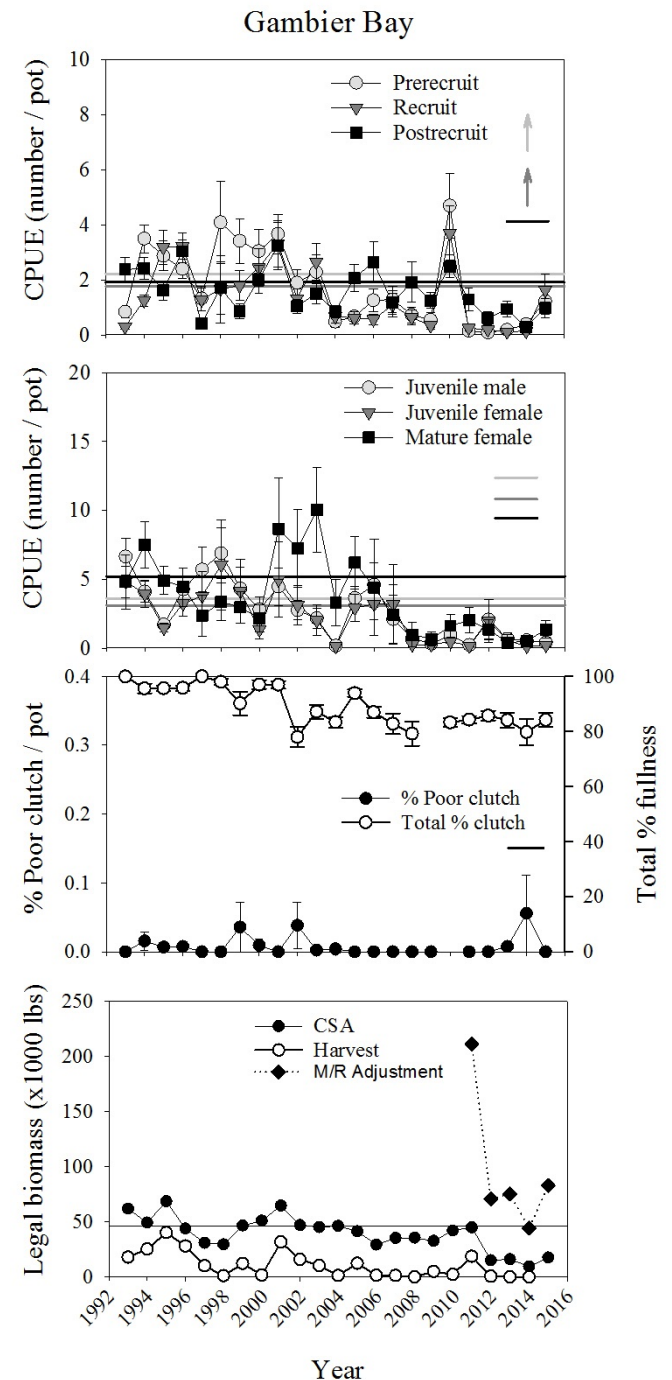 Gambier Bay
CPUE (number / pot)
10
8
6
4
2
0
Prerecruit
Recruit
Postrecruit
CPUE (number / pot)
20
15
10
5
0
Juvenile male
Juvenile female
Mature female
% Poor clutch / pot
0.4
0.3
0.2
0.1
0.0
% Poor clutch
Total % clutch
100
80
60
40
20
0
Total % fullness
Legal biomass (x1000 lbs)
250
200
150
100
50
0
CSA
Harvest
M/R Adjustment
1992 1994 1996 1998 2000 2002 2004 2006 2008 2010 2012 2014 2016
Year